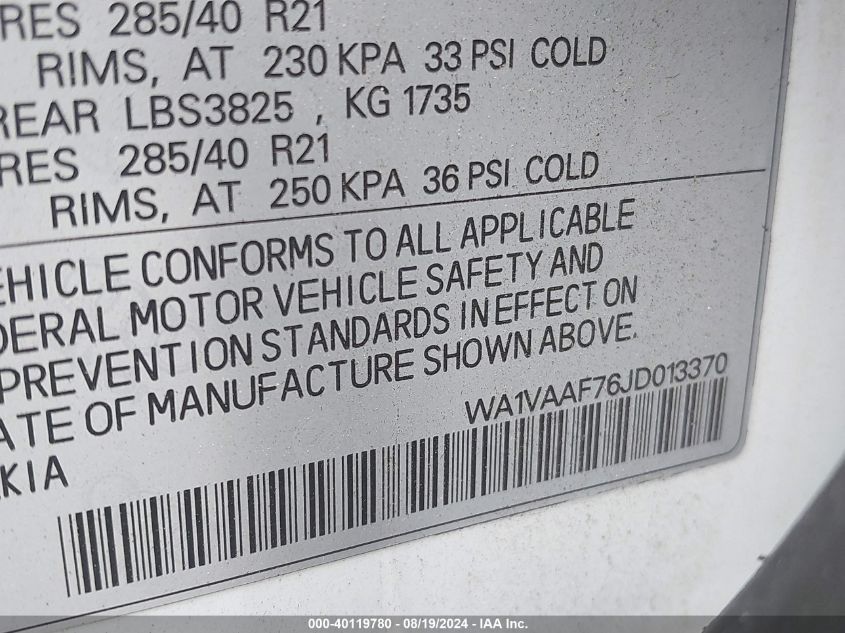 RES 285/40 R21
RIMS, AT 230 KPA 33 PSI COLD
REAR LBS3825 , KG 1735
RES 285/40 R21
RIMS, AT 250 KPA 36 PSI COLD
EHICLE CONFORMS TO ALL APPLICABLE
DERAL MOTOR VEHICLE SAFETY AND
PREVENTION STANDARDS IN EFFECT ON
ATE OF MANUFACTURE SHOWN ABOVE.
WA1VAAF76JD013370
KIA
000-40119780 - 08/19/2024 - IAA Inc.